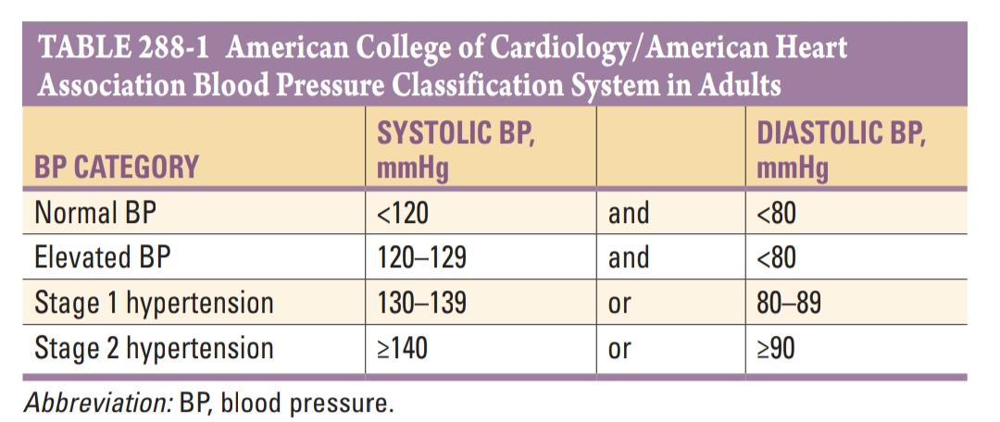 TABLE 288-1 American College of Cardiology/American Heart
Association Blood Pressure Classification System in Adults
BP CATEGORY SYSTOLIC BP, mmHg DIASTOLIC BP, mmHg
Normal BP <120 and <80
Elevated BP 120–129 and <80
Stage 1 hypertension 130–139 or 80–89
Stage 2 hypertension ≥140 or ≥90
Abbreviation: BP, blood pressure.